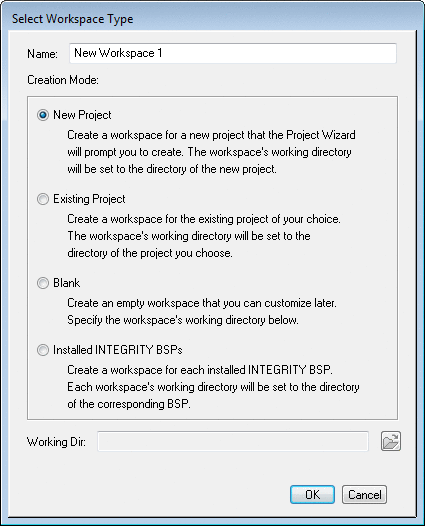 Select Workspace Type
Name: New Workspace 1
Creation Mode:
New Project
Create a workspace for a new project that the Project Wizard
will prompt you to create. The workspace's working directory
will be set to the directory of the new project.
Existing Project
Create a workspace for the existing project of your choice.
The workspace's working directory will be set to the
directory of the project you choose.
Blank
Create an empty workspace that you can customize later.
Specify the workspace's working directory below.
Installed INTEGRITY BSPs
Create a workspace for each installed INTEGRITY BSP.
Each workspace's working directory will be set to the directory
of the corresponding BSP.
Working Dir:
OK Cancel